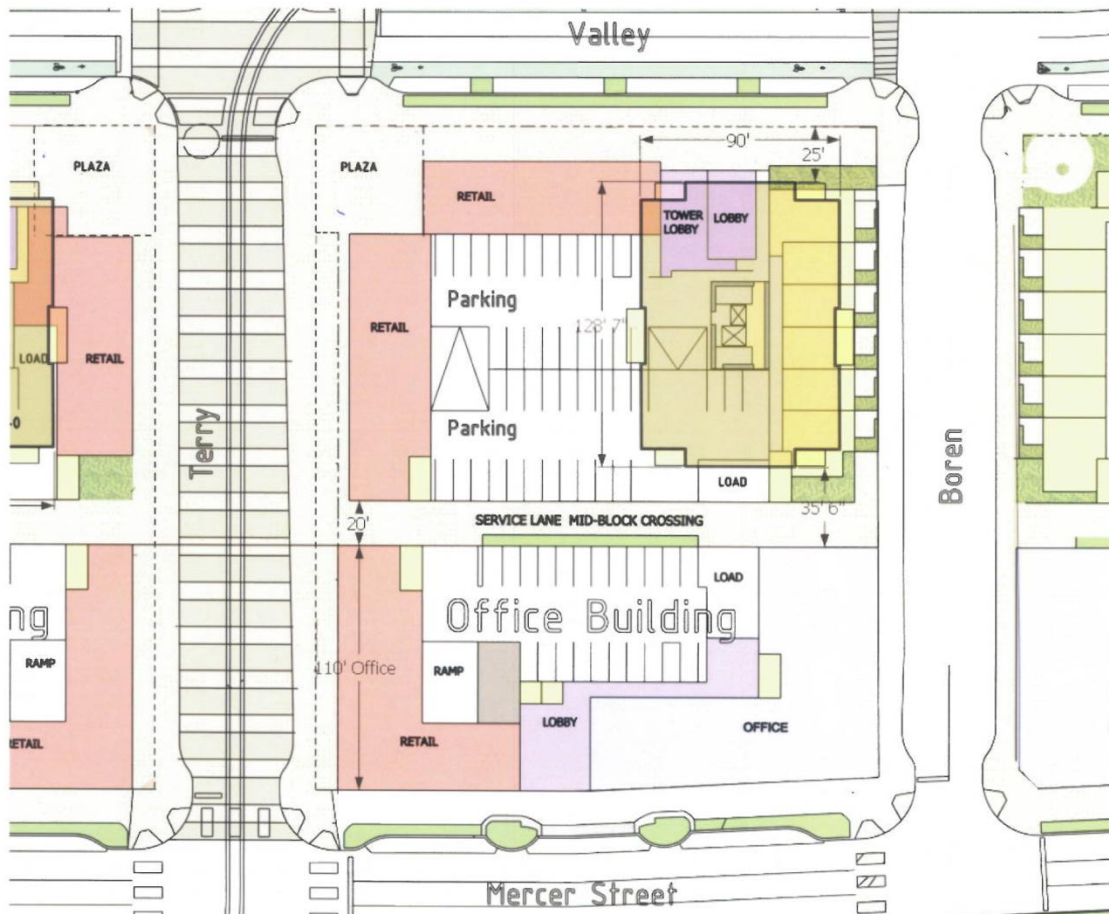 Valley
PLAZA
PLAZA
90'
25'
RETAIL
TOWER
LOBBY
LOBBY
Parking
128' 7"
RETAIL
LOAD
RETAIL
Terry
Parking
Boren
LOAD
35' 6"
20'
SERVICE LANE MID-BLOCK CROSSING
LOAD
Office Building
ng
RAMP
110' Office
RAMP
LOBBY
OFFICE
RETAIL
RETAIL
Mercer Street